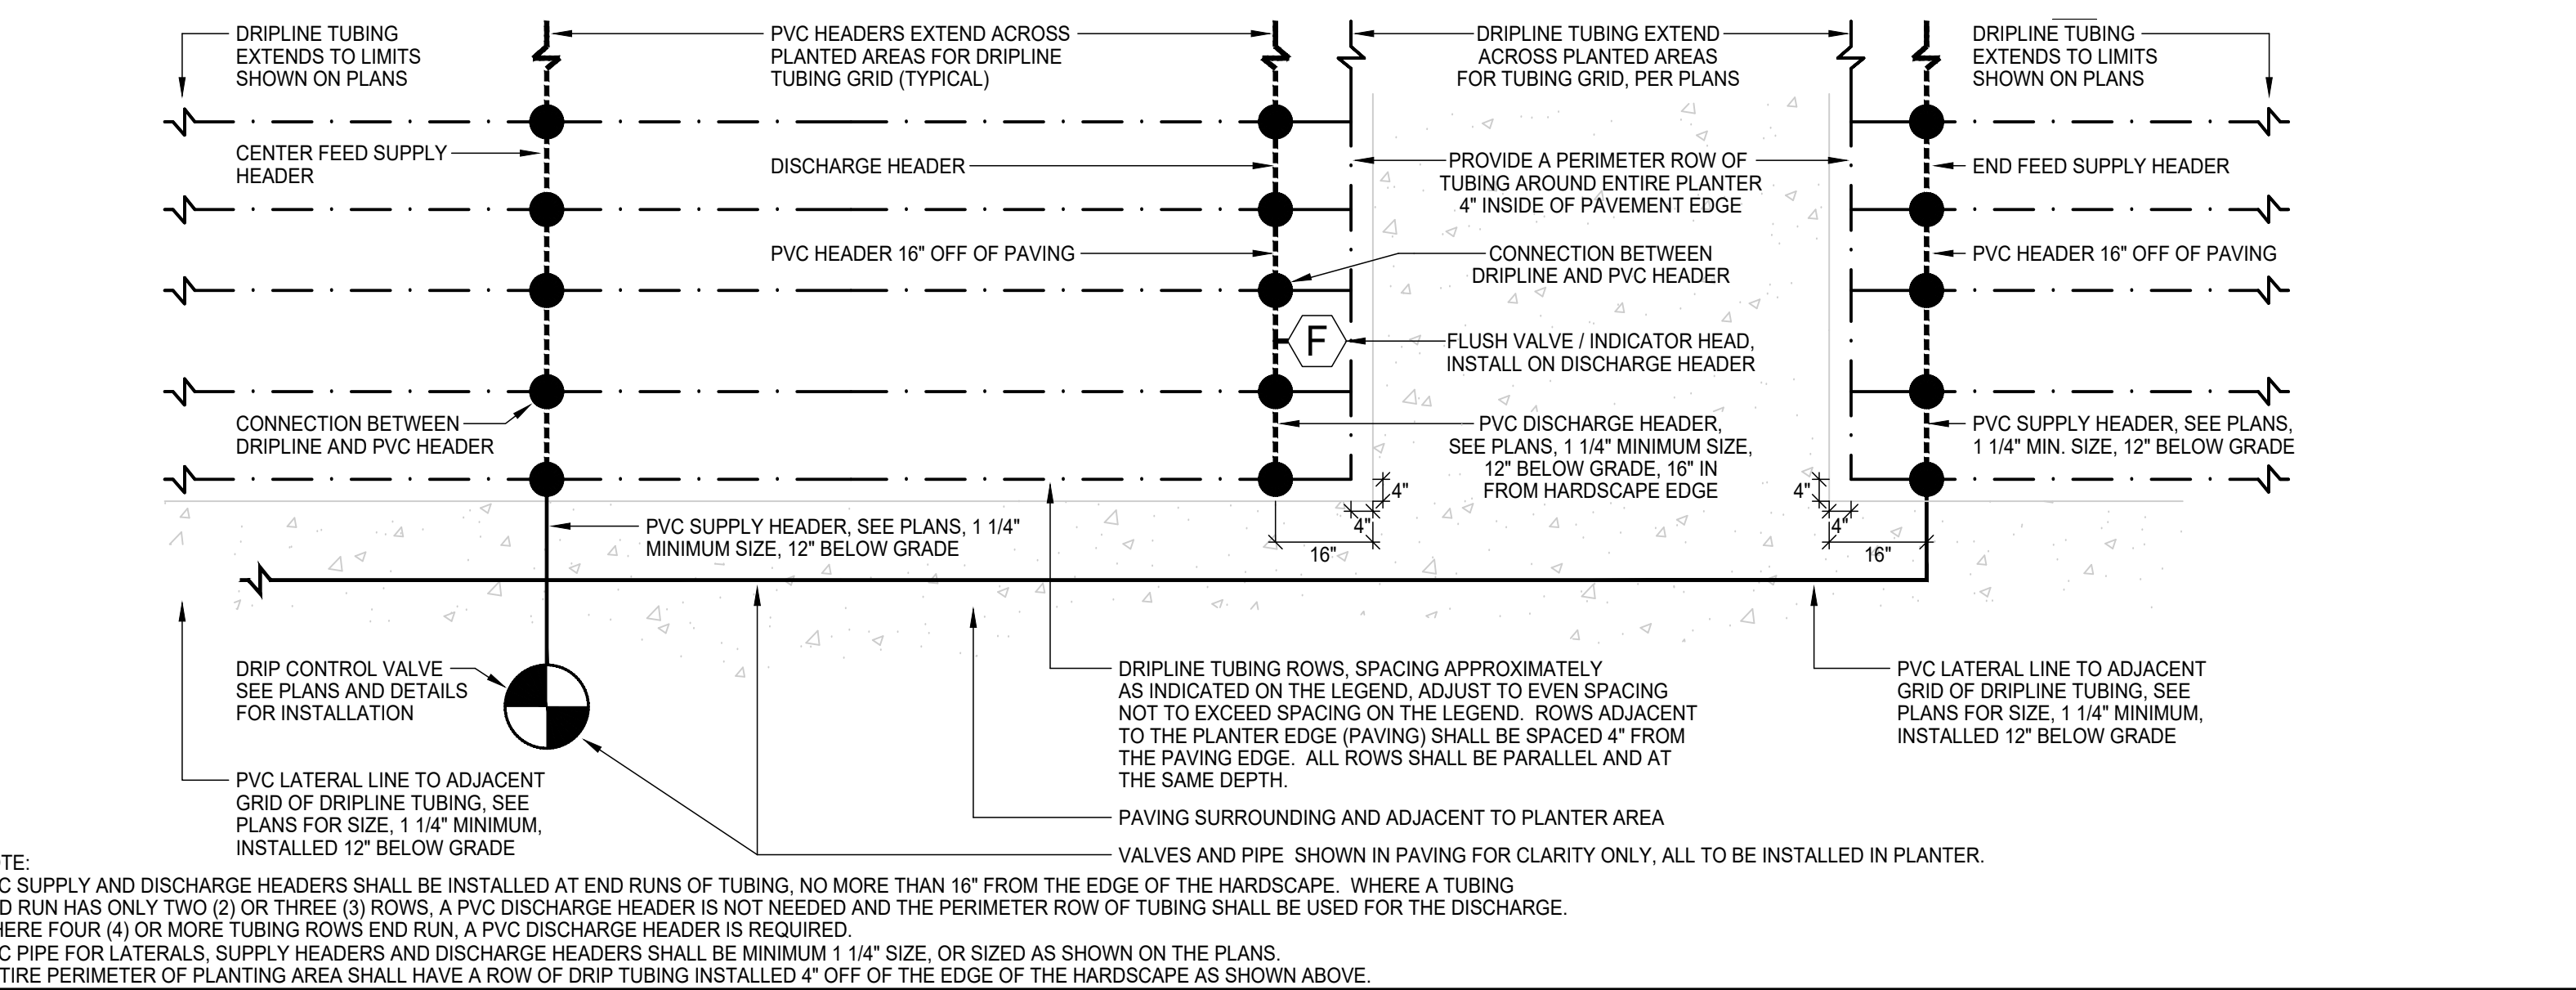 DRIPLINE TUBING
EXTENDS TO LIMITS
SHOWN ON PLANS
PVC HEADERS EXTEND ACROSS
PLANTED AREAS FOR DRIPLINE
TUBING GRID (TYPICAL)
DRIPLINE TUBING EXTEND
ACROSS PLANTED AREAS
FOR TUBING GRID, PER PLANS
DRIPLINE TUBING
EXTENDS TO LIMITS
SHOWN ON PLANS
CENTER FEED SUPPLY
HEADER
DISCHARGE HEADER
PROVIDE A PERIMETER ROW OF
TUBING AROUND ENTIRE PLANTER
4" INSIDE OF PAVEMENT EDGE
END FEED SUPPLY HEADER
PVC HEADER 16" OFF OF PAVING
CONNECTION BETWEEN
DRIPLINE AND PVC HEADER
PVC HEADER 16" OFF OF PAVING
F
FLUSH VALVE / INDICATOR HEAD,
INSTALL ON DISCHARGE HEADER
CONNECTION BETWEEN
DRIPLINE AND PVC HEADER
PVC DISCHARGE HEADER,
SEE PLANS, 1 1/4" MINIMUM SIZE,
12" BELOW GRADE, 16" IN
FROM HARDSCAPE EDGE
PVC SUPPLY HEADER, SEE PLANS,
1 1/4" MIN. SIZE, 12" BELOW GRADE
4"
4"
4"
4"
16"
16"
PVC SUPPLY HEADER, SEE PLANS, 1 1/4"
MINIMUM SIZE, 12" BELOW GRADE
DRIP CONTROL VALVE
SEE PLANS AND DETAILS
FOR INSTALLATION
DRIPLINE TUBING ROWS, SPACING APPROXIMATELY
AS INDICATED ON THE LEGEND, ADJUST TO EVEN SPACING
NOT TO EXCEED SPACING ON THE LEGEND. ROWS ADJACENT
TO THE PLANTER EDGE (PAVING) SHALL BE SPACED 4" FROM
THE PAVING EDGE. ALL ROWS SHALL BE PARALLEL AND AT
THE SAME DEPTH.
PVC LATERAL LINE TO ADJACENT
GRID OF DRIPLINE TUBING, SEE
PLANS FOR SIZE, 1 1/4" MINIMUM,
INSTALLED 12" BELOW GRADE
PVC LATERAL LINE TO ADJACENT
GRID OF DRIPLINE TUBING, SEE
PLANS FOR SIZE, 1 1/4" MINIMUM,
INSTALLED 12" BELOW GRADE
PAVING SURROUNDING AND ADJACENT TO PLANTER AREA
VALVES AND PIPE SHOWN IN PAVING FOR CLARITY ONLY, ALL TO BE INSTALLED IN PLANTER.
OTE:
C SUPPLY AND DISCHARGE HEADERS SHALL BE INSTALLED AT END RUNS OF TUBING, NO MORE THAN 16" FROM THE EDGE OF THE HARDSCAPE. WHERE A TUBING
D RUN HAS ONLY TWO (2) OR THREE (3) ROWS, A PVC DISCHARGE HEADER IS NOT NEEDED AND THE PERIMETER ROW OF TUBING SHALL BE USED FOR THE DISCHARGE.
HERE FOUR (4) OR MORE TUBING ROWS END RUN, A PVC DISCHARGE HEADER IS REQUIRED.
C PIPE FOR LATERALS, SUPPLY HEADERS AND DISCHARGE HEADERS SHALL BE MINIMUM 1 1/4" SIZE, OR SIZED AS SHOWN ON THE PLANS.
TIRE PERIMETER OF PLANTING AREA SHALL HAVE A ROW OF DRIP TUBING INSTALLED 4" OFF OF THE EDGE OF THE HARDSCAPE AS SHOWN ABOVE.